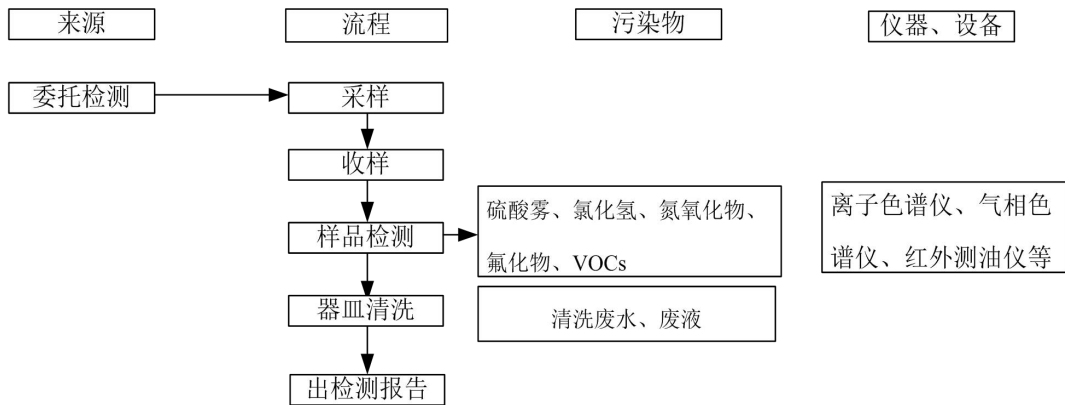 来源
流程
污染物
仪器、设备
委托检测
采样
收样
样品检测
硫酸雾、氯化氢、氮氧化物、
氟化物、VOCs
离子色谱仪、气相色
谱仪、红外测油仪等
器皿清洗
清洗废水、废液
出检测报告